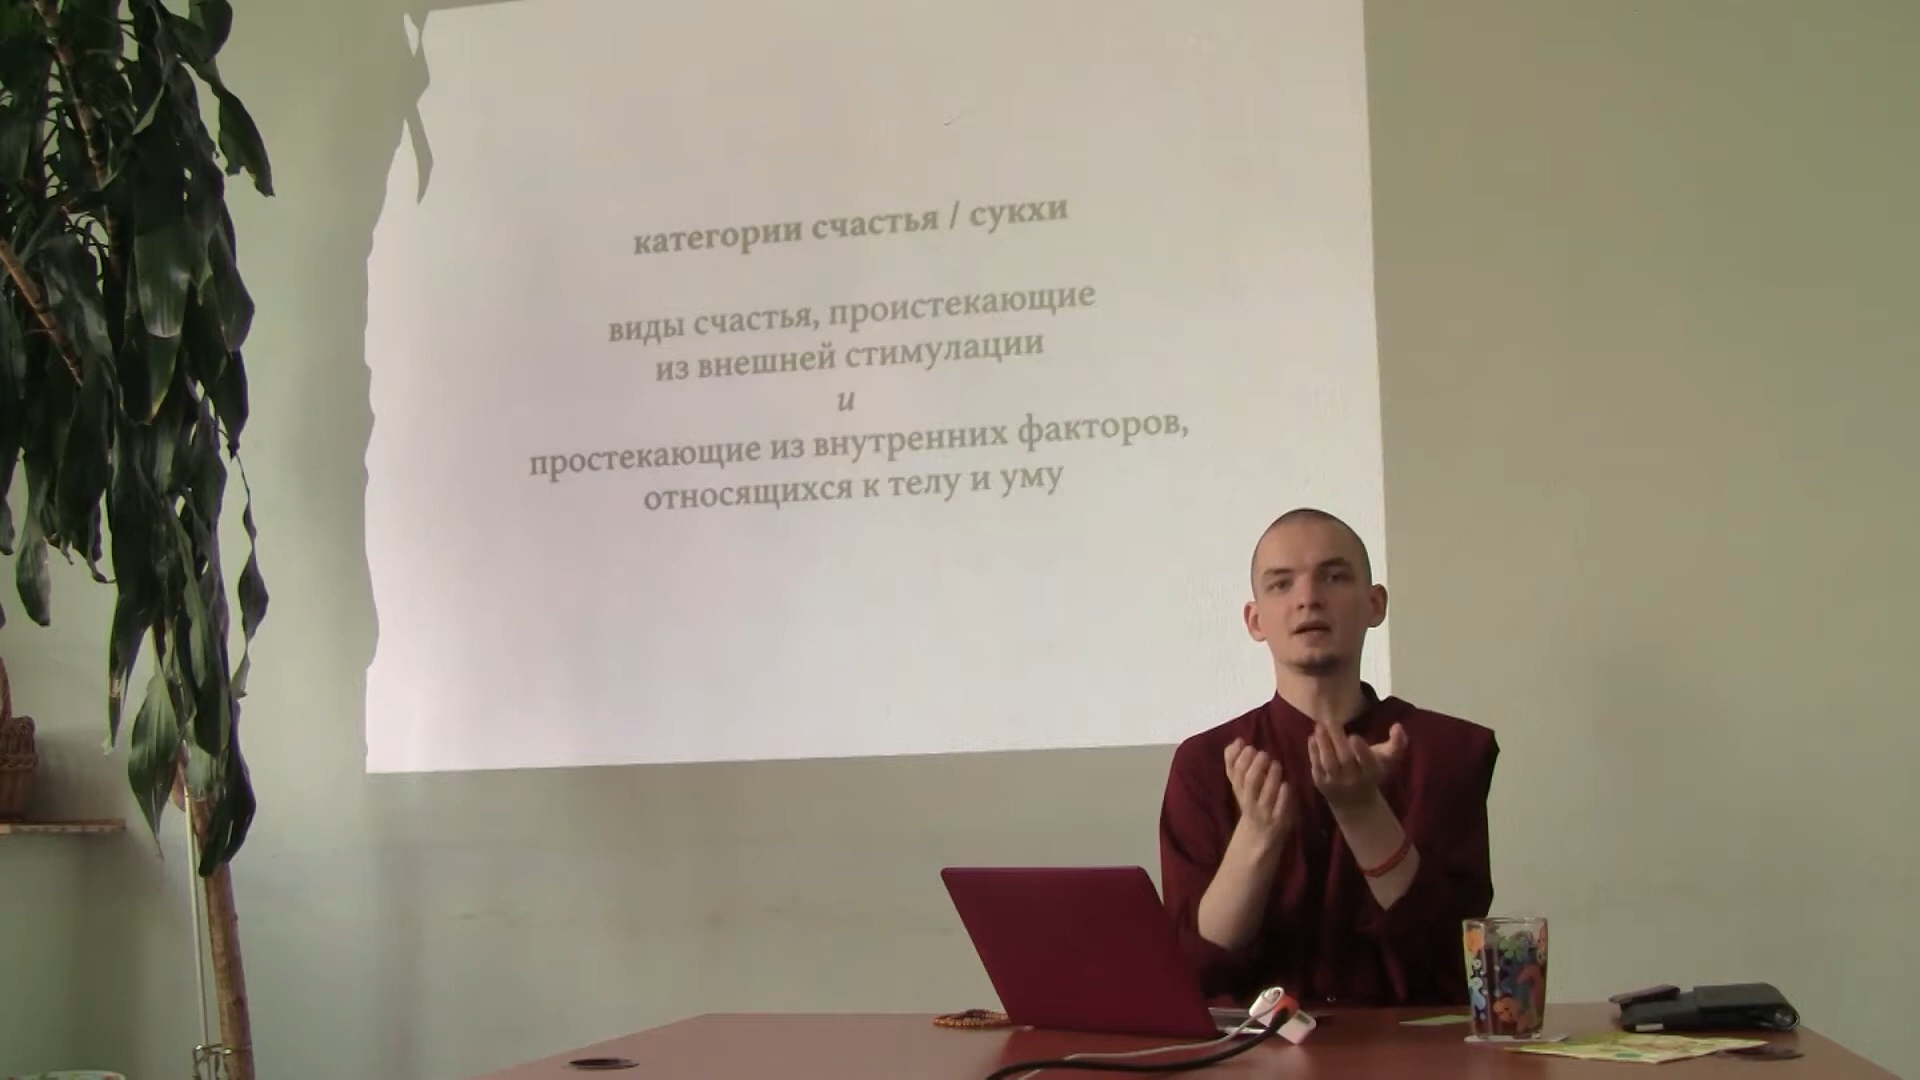 категории счастья / сукхи
виды счастья, проистекающие
из внешней стимуляции
и
простекающие из внутренних факторов,
относящихся к телу и уму